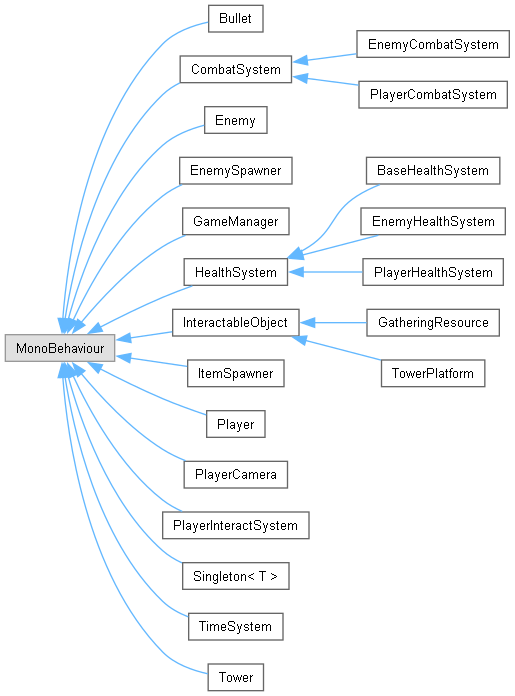 Bullet
EnemyCombatSystem
CombatSystem
PlayerCombatSystem
Enemy
BaseHealthSystem
EnemySpawner
GameManager
EnemyHealthSystem
HealthSystem
PlayerHealthSystem
InteractableObject
GatheringResource
MonoBehaviour
ItemSpawner
TowerPlatform
Player
PlayerCamera
PlayerInteractSystem
Singleton< T >
TimeSystem
Tower